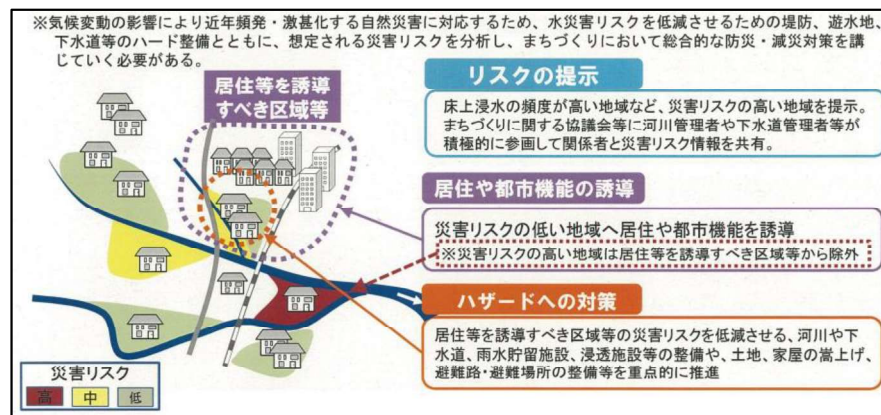 ※気候変動の影響により近年頻発・激甚化する自然災害に対応するため、水災害リスクを低減させるための堤防、遊水地、
下水道等のハード整備とともに、想定される災害リスクを分析し、まちづくりにおいて総合的な防災・減災対策を講
じていく必要がある。
居住等を誘導
すべき区域等
リスクの提示
床上浸水の頻度が高い地域など、災害リスクの高い地域を提示。
まちづくりに関する協議会等に河川管理者や下水道管理者等が
積極的に参画して関係者と災害リスク情報を共有。
居住や都市機能の誘導
災害リスクの低い地域へ居住や都市機能を誘導
※災害リスクの高い地域は居住等を誘導すべき区域等から除外
ハザードへの対策
居住等を誘導すべき区域等の災害リスクを低減させる、河川や下
水道、雨水貯留施設、浸透施設等の整備や、土地、家屋の嵩上げ、
避難路・避難場所の整備等を重点的に推進
災害リスク
高 中 低